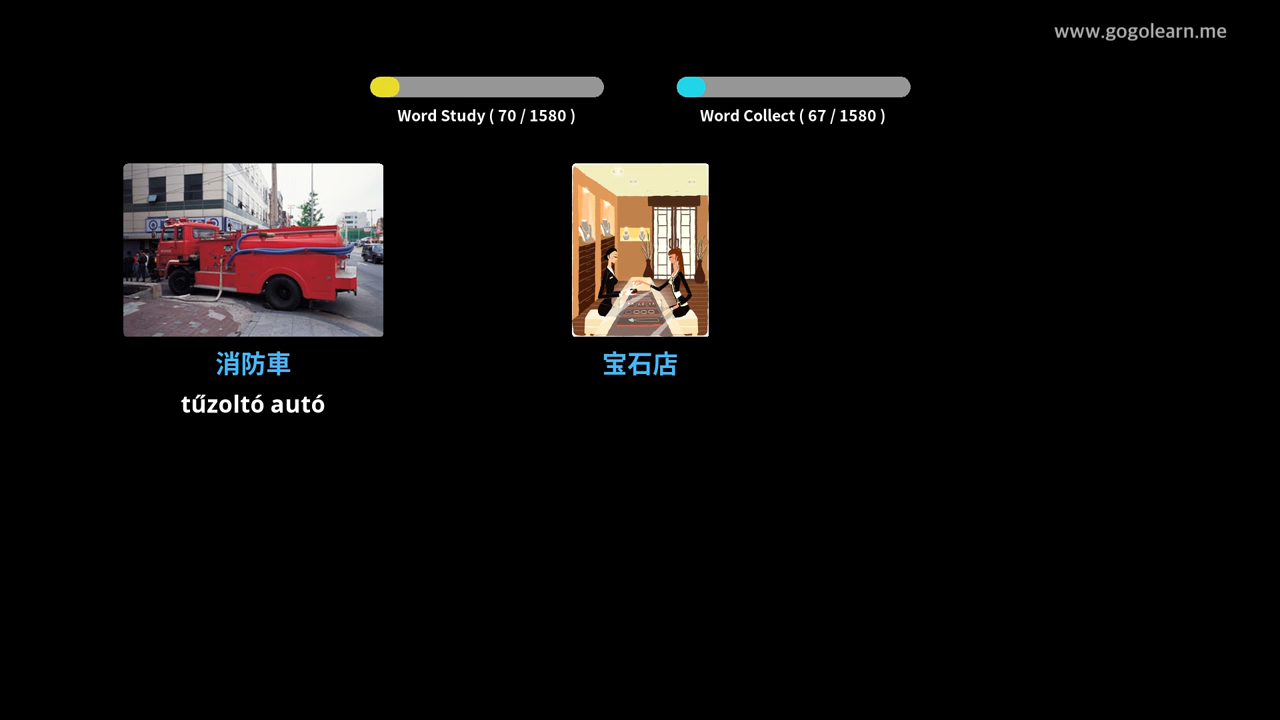 www.gogolearn.me
Word Study ( 70 / 1580 )
Word Collect ( 67 / 1580 )
消防車
tűzoltó autó
宝石店